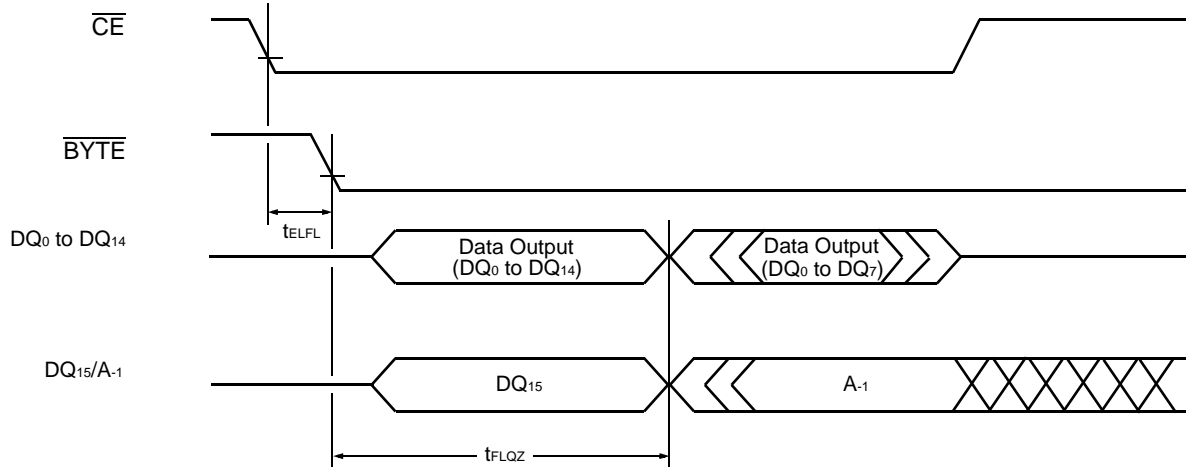 CE
BYTE
tELFL
DQ0 to DQ14
Data Output
(DQ0 to DQ14)
Data Output
(DQ0 to DQ7)
DQ15/A-1
DQ15
A-1
tFLQZ